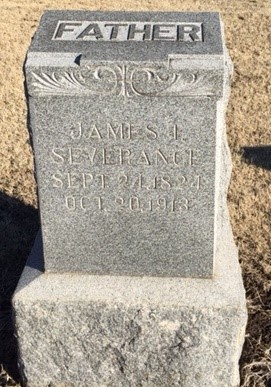 FATHER
JAMES I.
SEVERANCE
SEPT. 24, 1824
OCT. 20, 1913